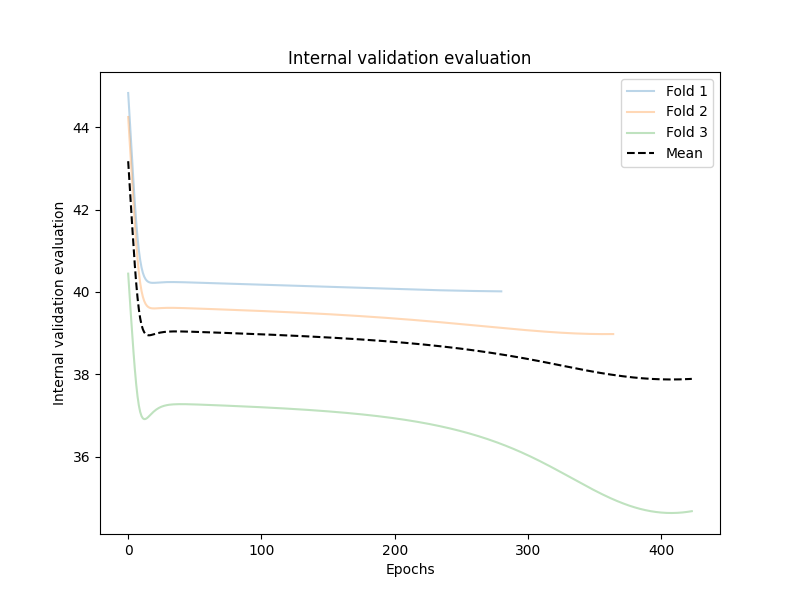 Internal validation evaluation
Fold 1
Fold 2
Fold 3
Mean
Internal validation evaluation
44
42
40
38
36
0
100
200
300
400
Epochs